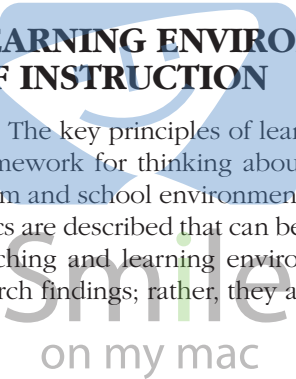 EARNING ENVIRO
F INSTRUCTION
The key principles of lear
mework for thinking abou
m and school environmen
cs are described that can be
ching and learning enviro
rch findings; rather, they a
Smile
on my mac